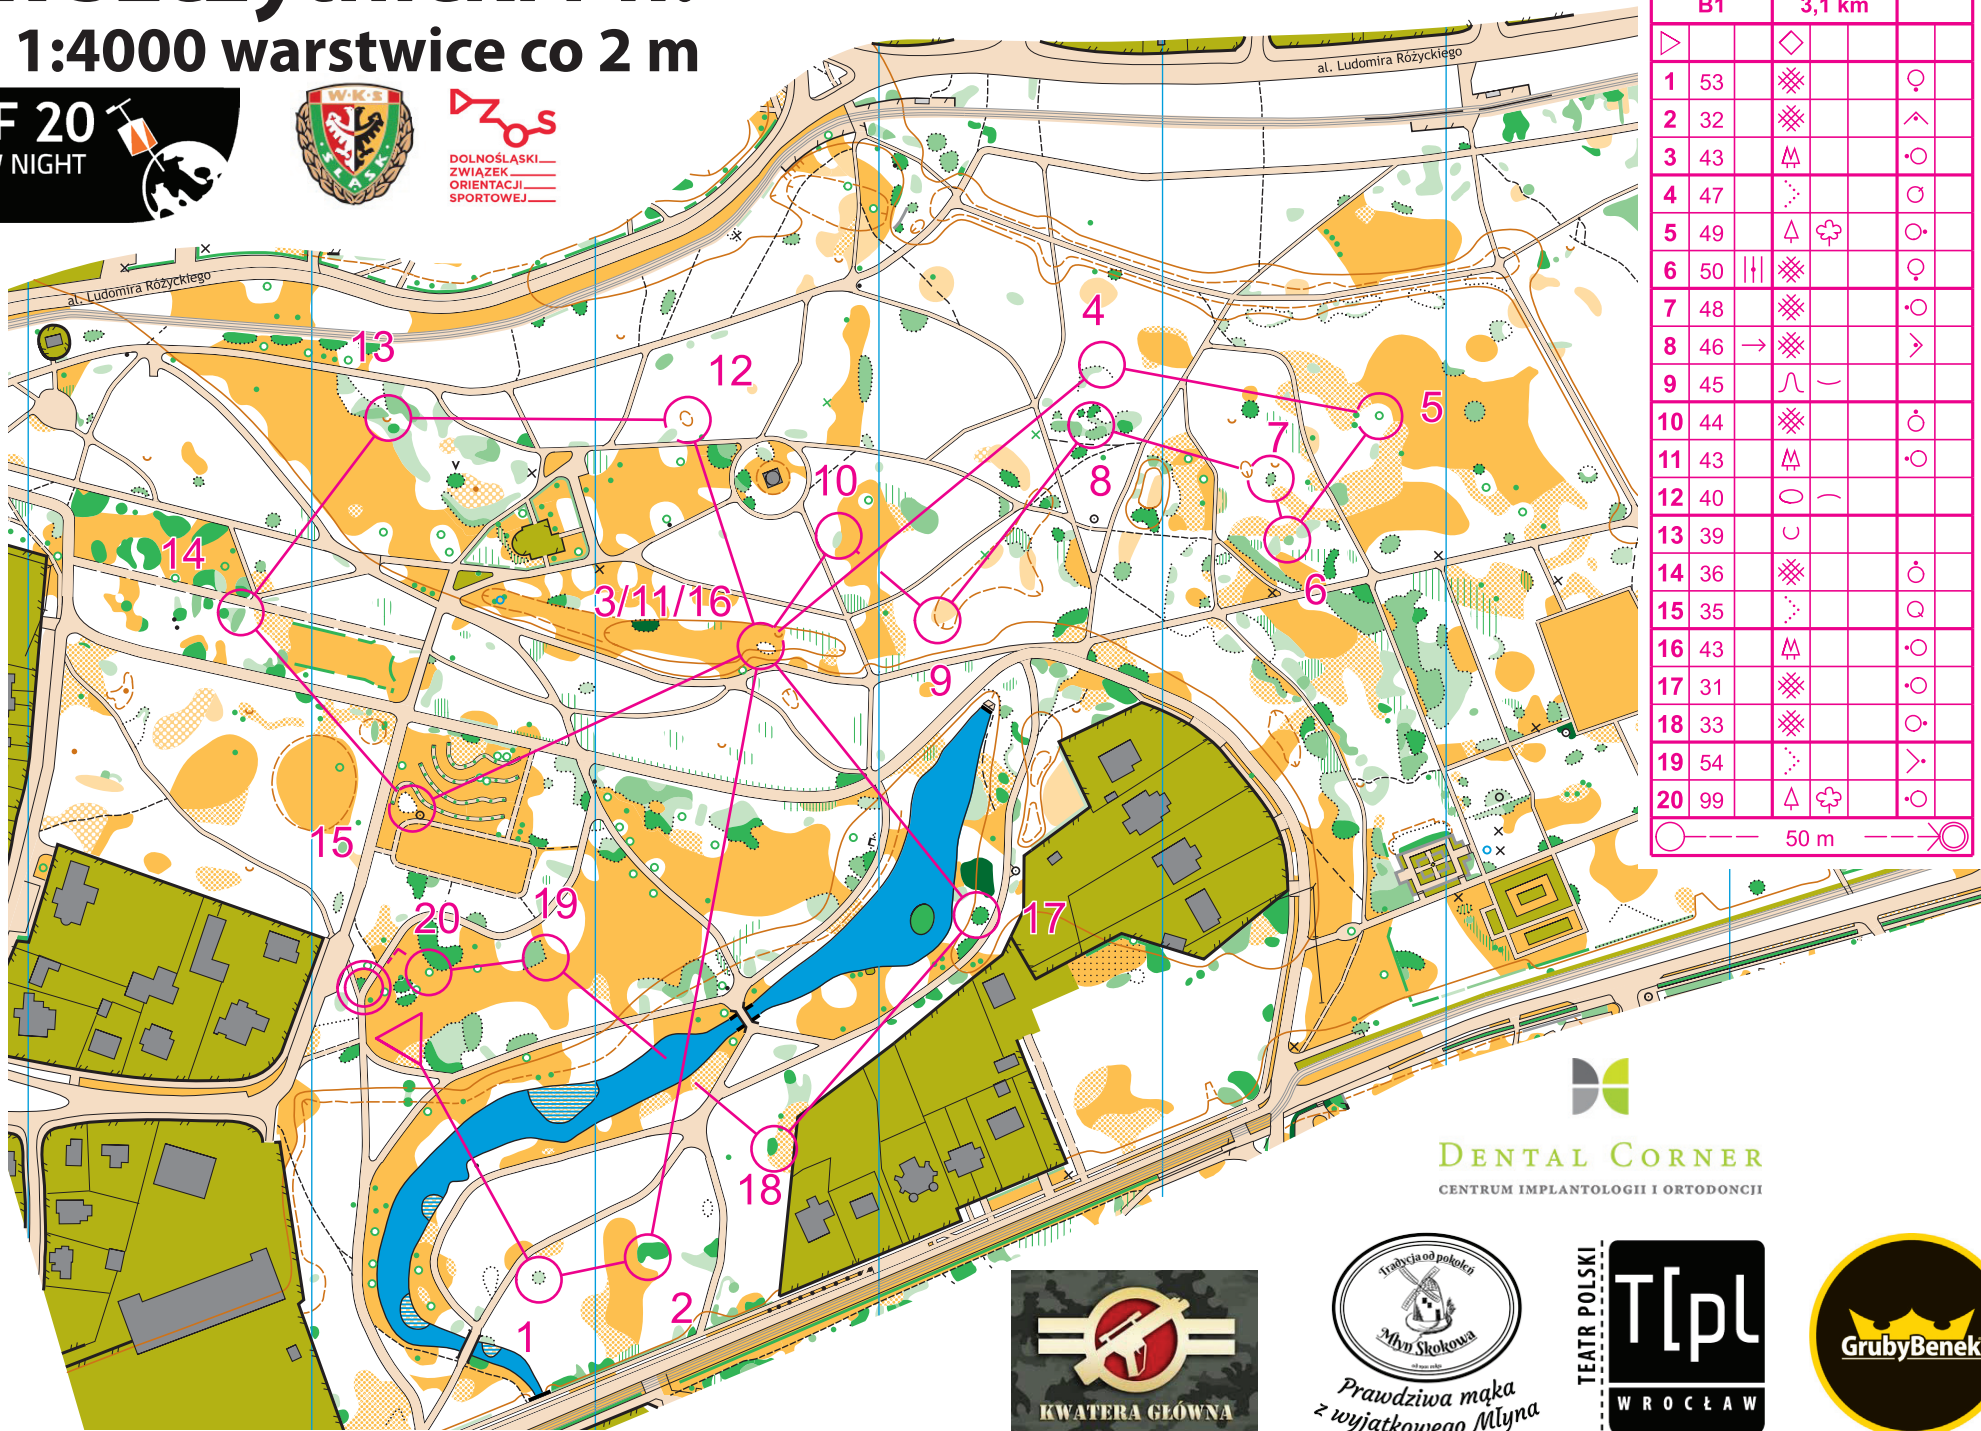 1:4000 warstwice co 2 m
F 20
NIGHT
W·K·S
ŚLĄSK
DOLNOŚLĄSKI
ZWIĄZEK
ORIENTACJI
SPORTOWEJ
al. Ludomira Różyckiego
al. Ludomira Różyckiego
B1 3,1 km
1 53
2 32
3 43
4 47
5 49
6 50
7 48
8 46
9 45
10 44
11 43
12 40
13 39
14 36
15 35
16 43
17 31
18 33
19 54
20 99
50 m
13
12
4
5
7
10
8
14
6
3/11/16
9
15
19
20
17
18
2
1
DENTAL CORNER
CENTRUM IMPLANTOLOGII I ORTODONCJI
KWATERA GŁÓWNA
Tradycja od pokoleń
Młyn Skokowa
Prawdziwa mąka
z wyjątkowego Młyna
TEATR POLSKI
T[pl
WROCŁAW
GrubyBenek